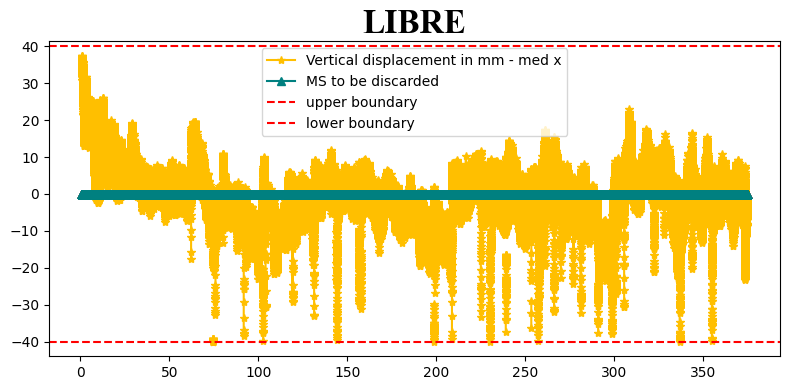 LIBRE
40
30
20
10
0
−10
−20
−30
−40
Vertical displacement in mm - med x
MS to be discarded
upper boundary
lower boundary
0 50 100 150 200 250 300 350